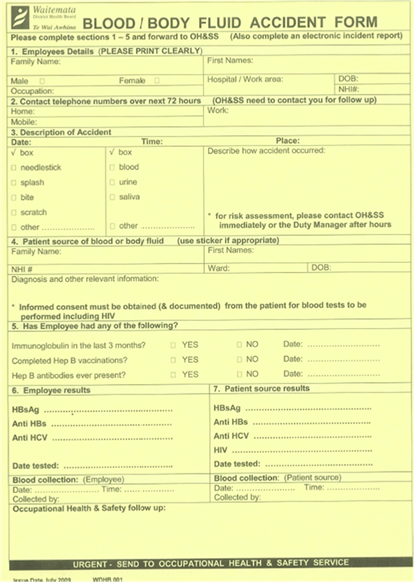 Waitemata
District Health Board
Te Wai Awhina
BLOOD / BODY FLUID ACCIDENT FORM
Please complete sections 1 – 5 and forward to OH&SS (Also complete an electronic incident report)
1. Employees Details (PLEASE PRINT CLEARLY)
Family Name: First Names:
Male □ Female □ Hospital / Work area: DOB:
Occupation: NHI#:
2. Contact telephone numbers over next 72 hours (OH&SS need to contact you for follow up)
Home: Work:
Mobile:
3. Description of Accident
Date: Time: Place:
√ box √ box Describe how accident occurred:
□ needlestick □ blood
□ splash □ urine
□ bite □ saliva
□ scratch
* for risk assessment, please contact OH&SS
□ other ..................... □ other ..................... immediately or the Duty Manager after hours
4. Patient source of blood or body fluid (use sticker if appropriate)
Family Name: First Names:
NHI # Ward: DOB:
Diagnosis and other relevant information:
* Informed consent must be obtained (& documented) from the patient for blood tests to be
performed including HIV
5. Has Employee had any of the following?
Immunoglobulin in the last 3 months? □ YES □ NO Date: ...........................
Completed Hep B vaccinations? □ YES □ NO Date: ...........................
Hep B antibodies ever present? □ YES □ NO Date: ...........................
6. Employee results 7. Patient source results
HBsAg ............................................ HBsAg ............................................
Anti HBs ............................................ Anti HBs ............................................
Anti HCV ............................................ Anti HCV ............................................
HIV ............................................
Date tested: ................................. Date tested: .................................
Blood collection: (Employee) Blood collection: (Patient source)
Date: ..................... Time: ............... Date: ..................... Time: .....................
Collected by: Collected by:
Occupational Health & Safety follow up:
URGENT - SEND TO OCCUPATIONAL HEALTH & SAFETY SERVICE
Issue Date July 2009 WDHB 001